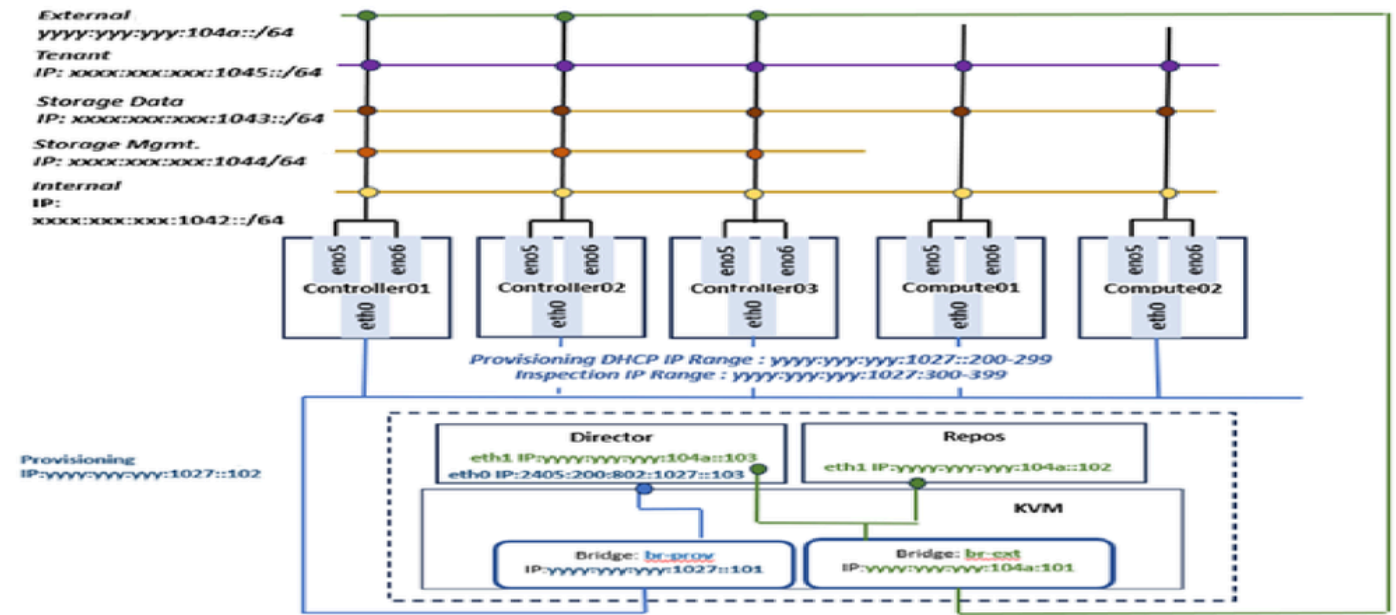 External
yyyy:yyy:yyy:104a::/64
Tenant
IP: xxxx:xxx:xxx:1045::/64
Storage Data
IP: xxxx:xxx:xxx:1043::/64
Storage Mgmt.
IP: xxxx:xxx:xxx:1044/64
Internal
IP:
xxxx:xxx:xxx:1042::/64
eno5 eno6
Controller01
eth0
eno5 eno6
Controller02
eth0
eno5 eno6
Controller03
eth0
eno5 eno6
Compute01
eth0
eno5 eno6
Compute02
eth0
Provisioning DHCP IP Range : yyyy:yyy:yyy:1027::200-299
Inspection IP Range : yyyy:yyy:yyy:1027:300-399
Provisioning
IP:yyyy:yyy:yyy:1027::102
Director
eth1 IP:yyyy:yyy:yyy:104a::103
eth0 IP:2405:200:802:1027::103
Repos
eth1 IP:yyyy:yyy:yyy:104a::102
KVM
Bridge: br-prov
IP:yyyy:yyy:yyy:1027::101
Bridge: br-ext
IP:yyyy:yyy:yyy:104a:101